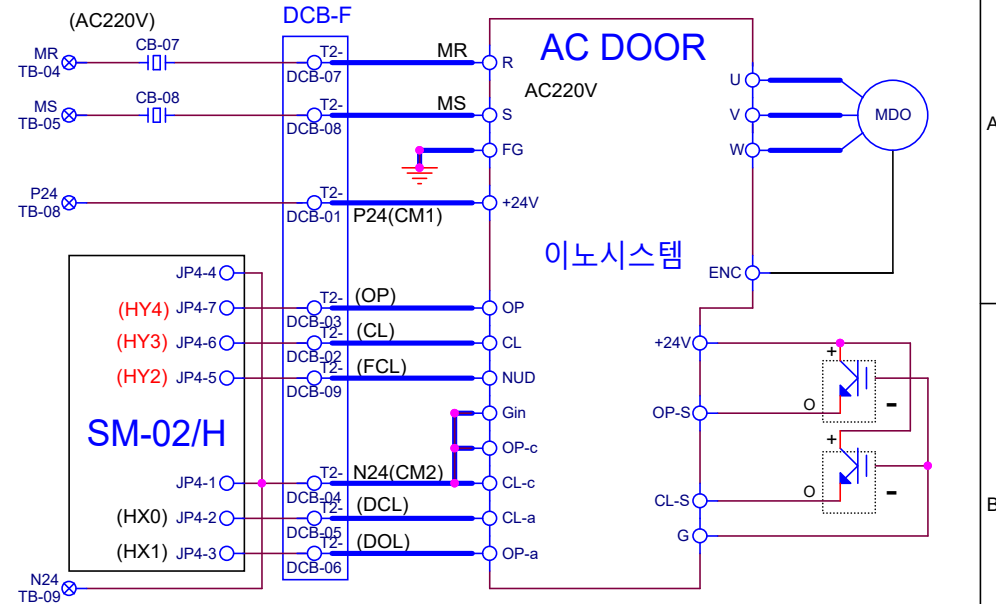 (AC220V)
DCB-F
MR
TB-04
CB-07
T2-
DCB-07
MR
R
AC DOOR
AC220V
U
V
W
MDO
A
MS
TB-05
CB-08
T2-
DCB-08
MS
S
FG
P24
TB-08
T2-
DCB-01
P24(CM1)
+24V
이노시스템
ENC
JP4-4
(HY4)
JP4-7
T2-
DCB-03
(OP)
OP
(HY3)
JP4-6
T2-
DCB-02
(CL)
CL
+24V
+
(HY2)
JP4-5
T2-
DCB-09
(FCL)
NUD
O
-
SM-02/H
Gin
OP-S
OP-c
+
JP4-1
T2-
DCB-04
N24(CM2)
CL-c
O
-
CL-S
B
(HX0)
JP4-2
T2-
DCB-05
(DCL)
CL-a
G
(HX1)
JP4-3
T2-
DCB-06
(DOL)
OP-a
N24
TB-09